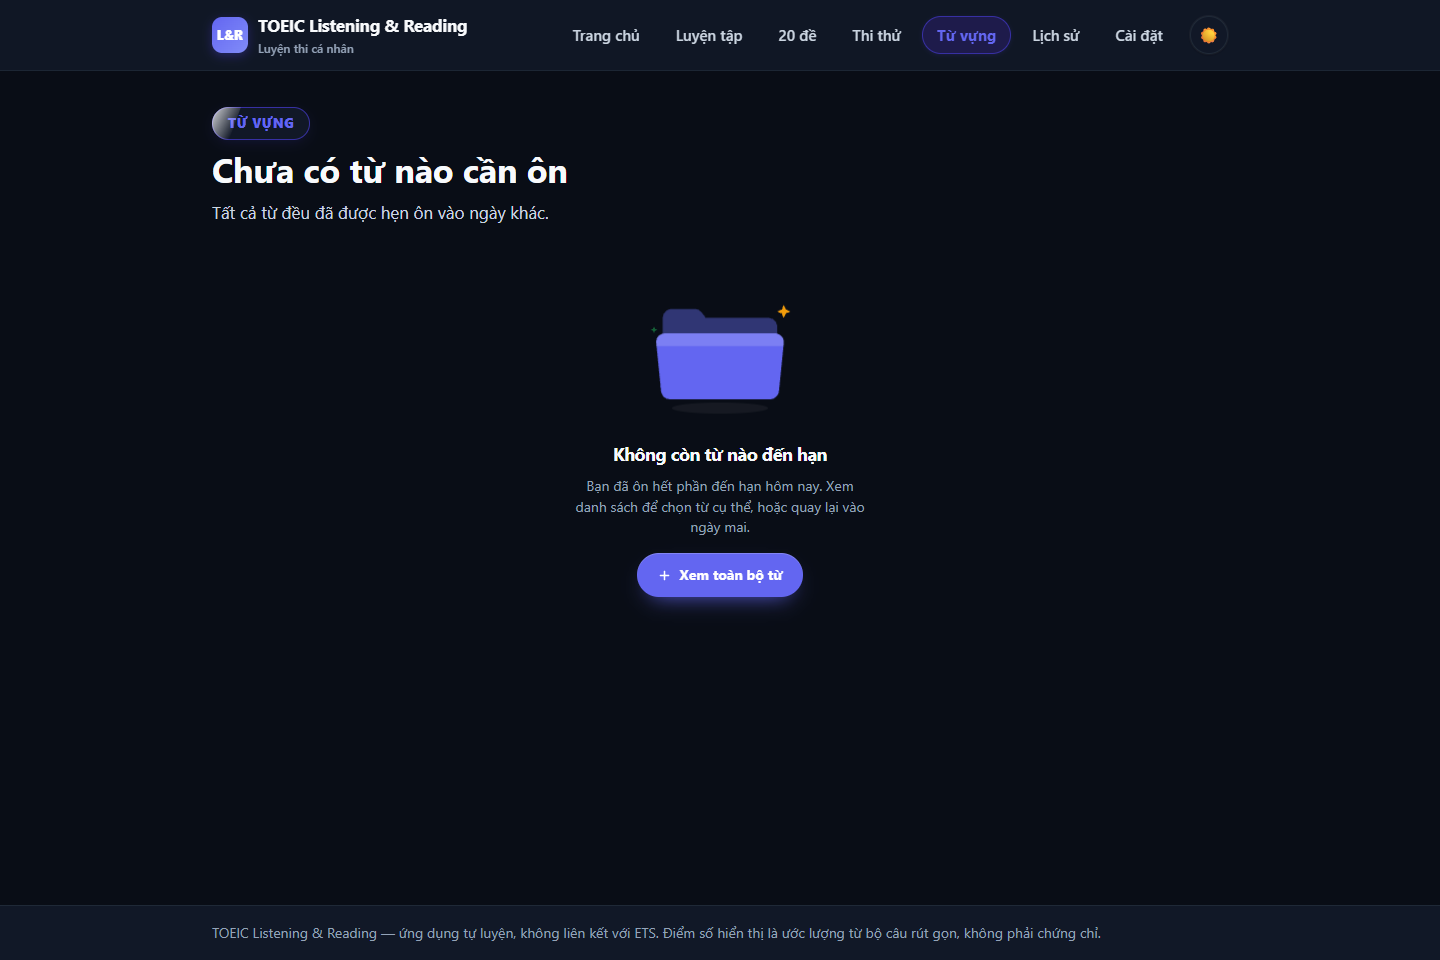 L&R
TOEIC Listening & Reading
Luyện thi cá nhân
Trang chủ
Luyện tập
20 đề
Thi thử
Từ vựng
Lịch sử
Cài đặt
TỪ VỰNG
Chưa có từ nào cần ôn
Tất cả từ đều đã được hẹn ôn vào ngày khác.
Không còn từ nào đến hạn
Bạn đã ôn hết phần đến hạn hôm nay. Xem
danh sách để chọn từ cụ thể, hoặc quay lại vào
ngày mai.
+ Xem toàn bộ từ
TOEIC Listening & Reading — ứng dụng tự luyện, không liên kết với ETS. Điểm số hiển thị là ước lượng từ bộ câu rút gọn, không phải chứng chỉ.